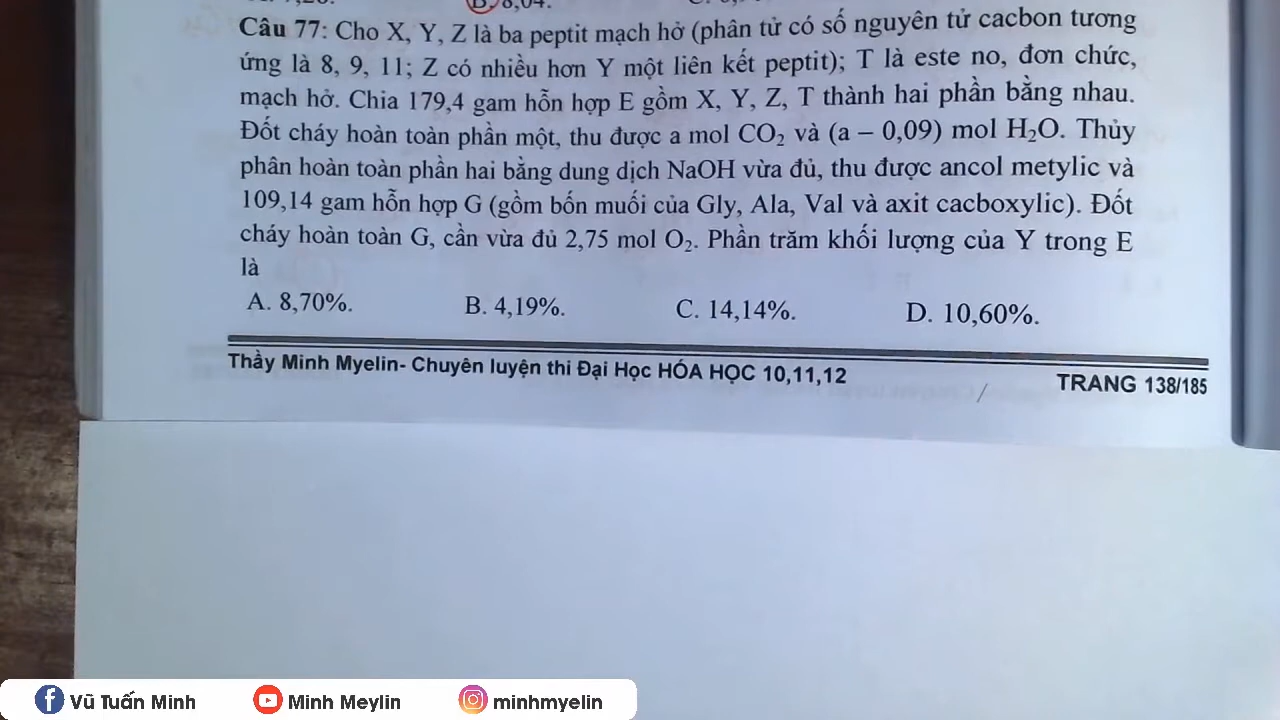 B. 8,04.
Câu 77: Cho X, Y, Z là ba peptit mạch hở (phân tử có số nguyên tử cacbon tương
ứng là 8, 9, 11; Z có nhiều hơn Y một liên kết peptit); T là este no, đơn chức,
mạch hở. Chia 179,4 gam hỗn hợp E gồm X, Y, Z, T thành hai phần bằng nhau.
Đốt cháy hoàn toàn phần một, thu được a mol CO₂ và (a – 0,09) mol H₂O. Thủy
phân hoàn toàn phần hai bằng dung dịch NaOH vừa đủ, thu được ancol metylic và
109,14 gam hỗn hợp G (gồm bốn muối của Gly, Ala, Val và axit cacboxylic). Đốt
cháy hoàn toàn G, cần vừa đủ 2,75 mol O₂. Phần trăm khối lượng của Y trong E
là
A. 8,70%. B. 4,19%. C. 14,14%. D. 10,60%.
Thầy Minh Myelin- Chuyên luyện thi Đại Học HÓA HỌC 10,11,12
TRANG 138/185
Vũ Tuấn Minh Minh Meylin minhmyelin